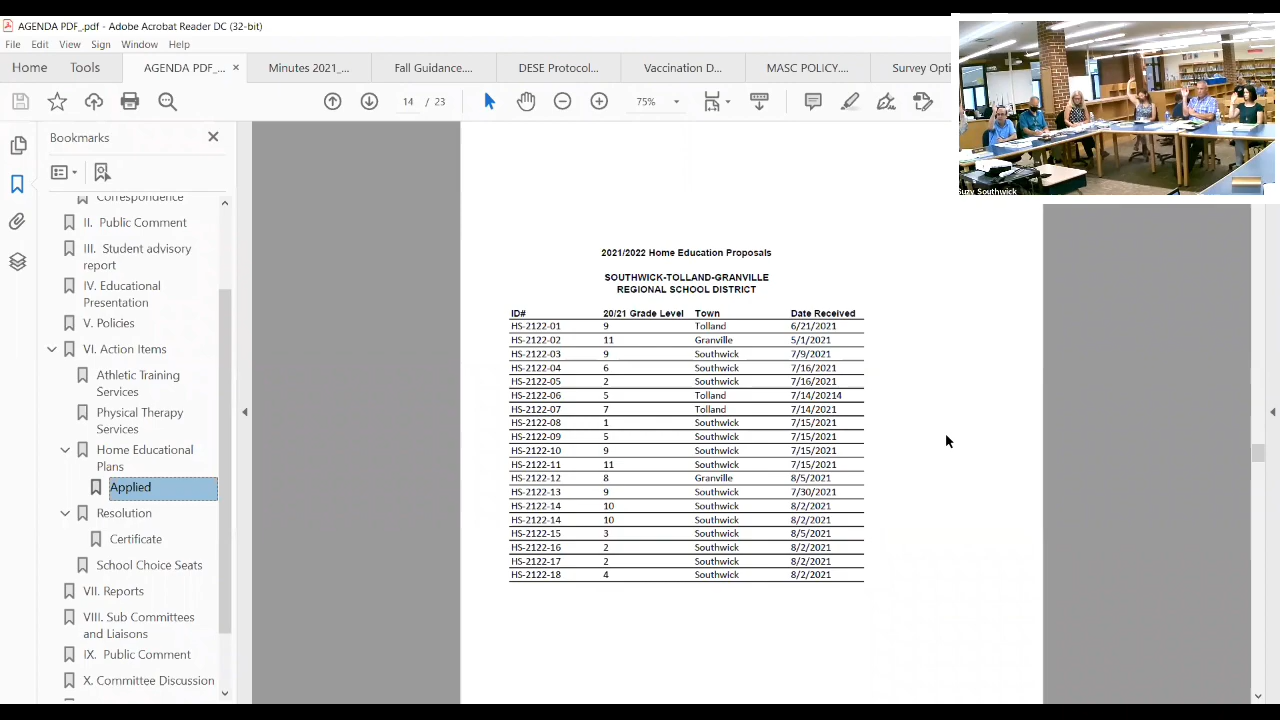 AGENDA PDF_.pdf - Adobe Acrobat Reader DC (32-bit)
File Edit View Sign Window Help
Home Tools AGENDA PDF_... × Minutes 2021_... Fall Guidance.... DESE Protocol... Vaccination D... MASC POLICY.... Survey Opti
14 / 23 75%
Bookmarks
Correspondence
II. Public Comment
III. Student advisory
report
IV. Educational
Presentation
V. Policies
VI. Action Items
Athletic Training
Services
Physical Therapy
Services
Home Educational
Plans
Applied
Resolution
Certificate
School Choice Seats
VII. Reports
VIII. Sub Committees
and Liaisons
IX. Public Comment
X. Committee Discussion
2021/2022 Home Education Proposals
SOUTHWICK-TOLLAND-GRANVILLE
REGIONAL SCHOOL DISTRICT
ID# 20/21 Grade Level Town Date Received
HS-2122-01 9 Tolland 6/21/2021
HS-2122-02 11 Granville 5/1/2021
HS-2122-03 9 Southwick 7/9/2021
HS-2122-04 6 Southwick 7/16/2021
HS-2122-05 2 Southwick 7/16/2021
HS-2122-06 5 Tolland 7/14/20214
HS-2122-07 7 Tolland 7/14/2021
HS-2122-08 1 Southwick 7/15/2021
HS-2122-09 5 Southwick 7/15/2021
HS-2122-10 9 Southwick 7/15/2021
HS-2122-11 11 Southwick 7/15/2021
HS-2122-12 8 Granville 8/5/2021
HS-2122-13 9 Southwick 7/30/2021
HS-2122-14 10 Southwick 8/2/2021
HS-2122-14 10 Southwick 8/2/2021
HS-2122-15 3 Southwick 8/5/2021
HS-2122-16 2 Southwick 8/2/2021
HS-2122-17 2 Southwick 8/2/2021
HS-2122-18 4 Southwick 8/2/2021
Suzy Southwick